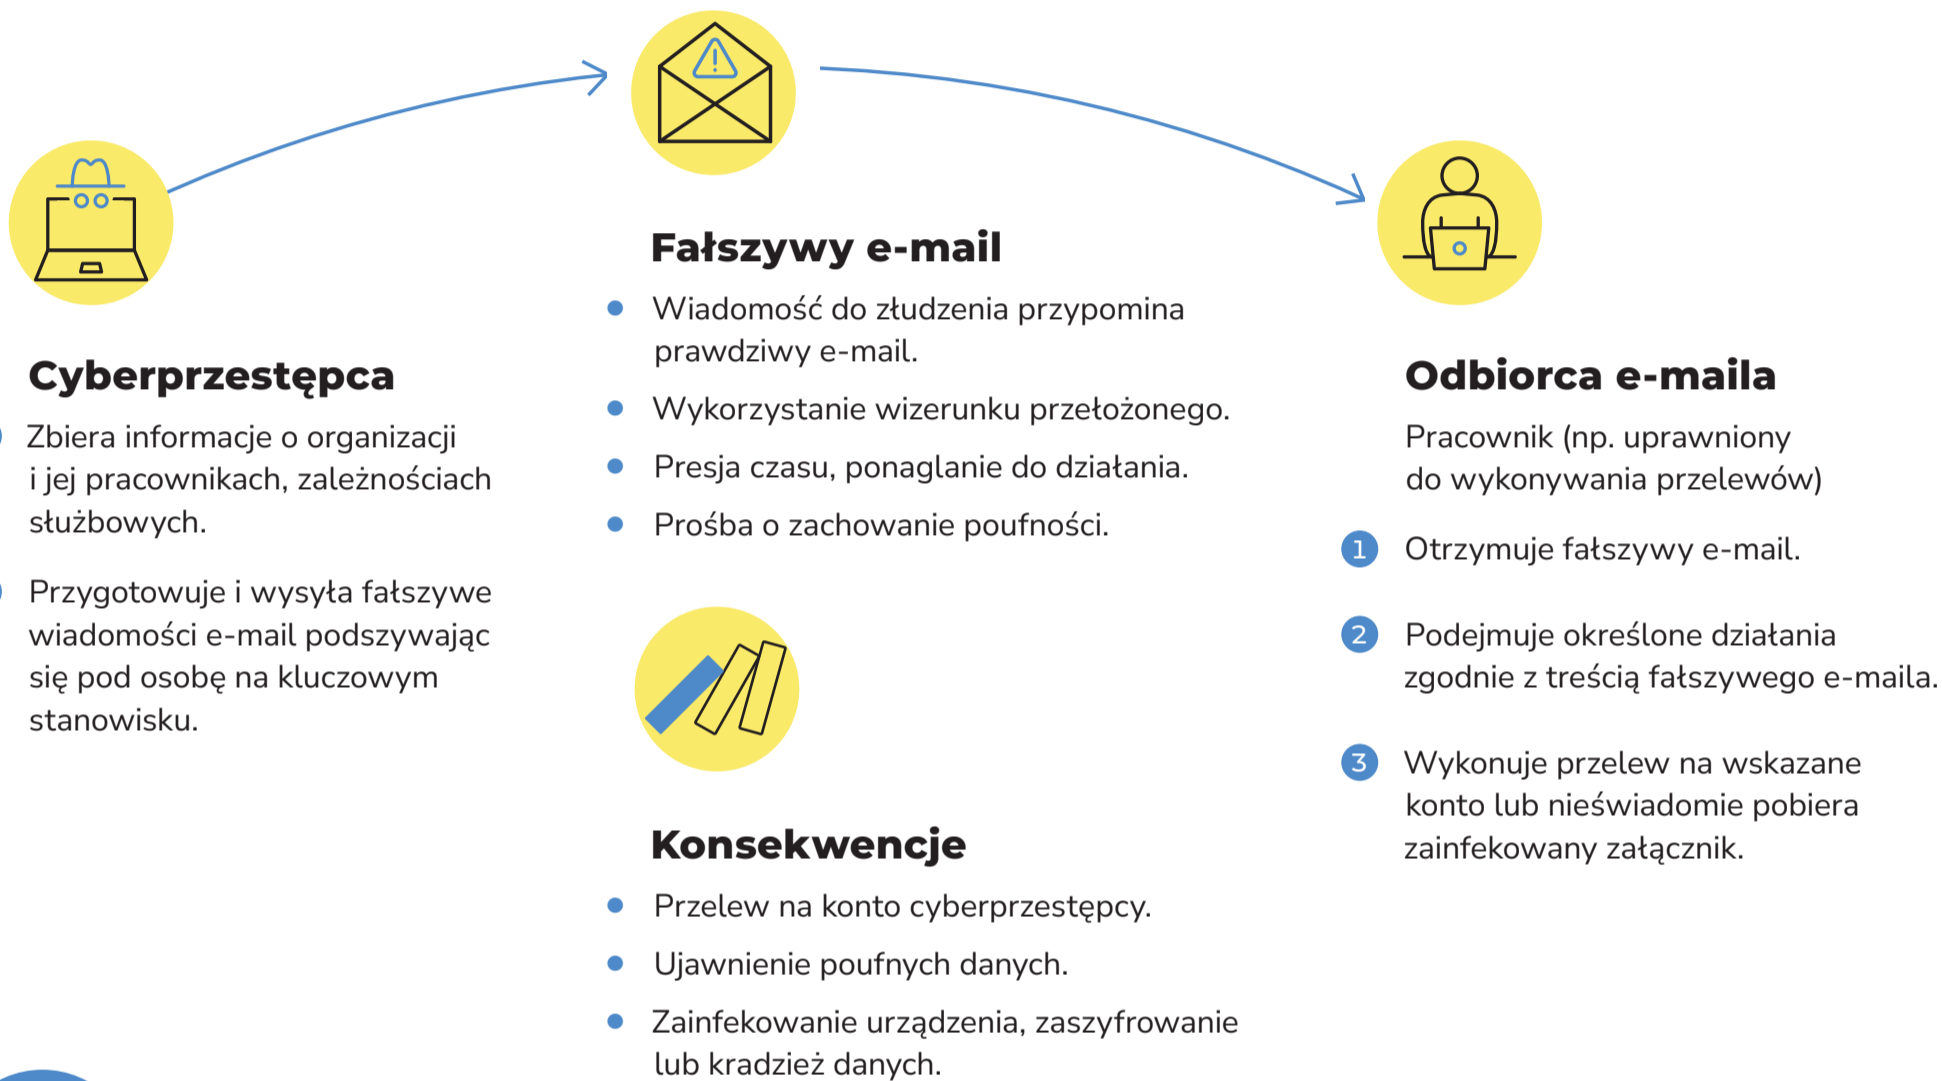 Cyberprzestępca
Zbiera informacje o organizacji
i jej pracownikach, zależnościach
służbowych.
Przygotowuje i wysyła fałszywe
wiadomości e-mail podszywając
się pod osobę na kluczowym
stanowisku.
Fałszywy e-mail
Wiadomość do złudzenia przypomina
prawdziwy e-mail.
Wykorzystanie wizerunku przełożonego.
Presja czasu, ponaglanie do działania.
Prośba o zachowanie poufności.
Konsekwencje
Przelew na konto cyberprzestępcy.
Ujawnienie poufnych danych.
Zainfekowanie urządzenia, zaszyfrowanie
lub kradzież danych.
Odbiorca e-maila
Pracownik (np. uprawniony
do wykonywania przelewów)
1 Otrzymuje fałszywy e-mail.
2 Podejmuje określone działania
zgodnie z treścią fałszywego e-maila.
3 Wykonuje przelew na wskazane
konto lub nieświadomie pobiera
zainfekowany załącznik.